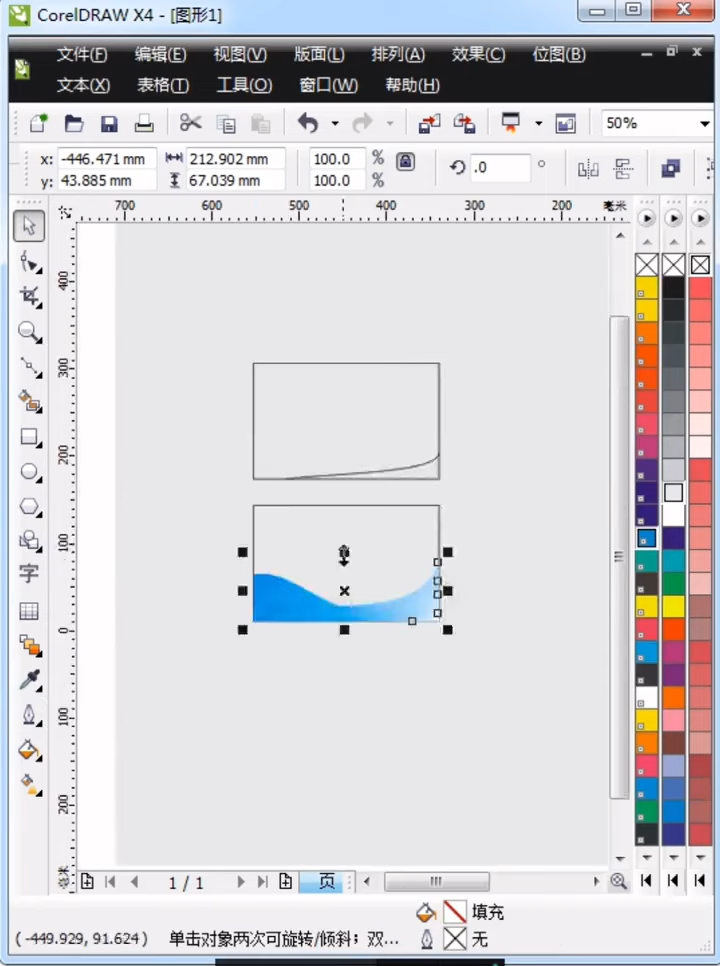 CorelDRAW X4 - [图形1]
文件(F) 编辑(E) 视图(V) 版面(L) 排列(A) 效果(C) 位图(B)
文本(X) 表格(T) 工具(O) 窗口(W) 帮助(H)
50%
x: -446.471 mm 212.902 mm 100.0 % .0 °
y: 43.885 mm 67.039 mm 100.0 %
700 600 500 400 300 200 毫米
400
300
200
100
0
100
200
毫米
字
1 / 1 页
填充
(-449.929, 91.624) 单击对象两次可旋转/倾斜；双... 无